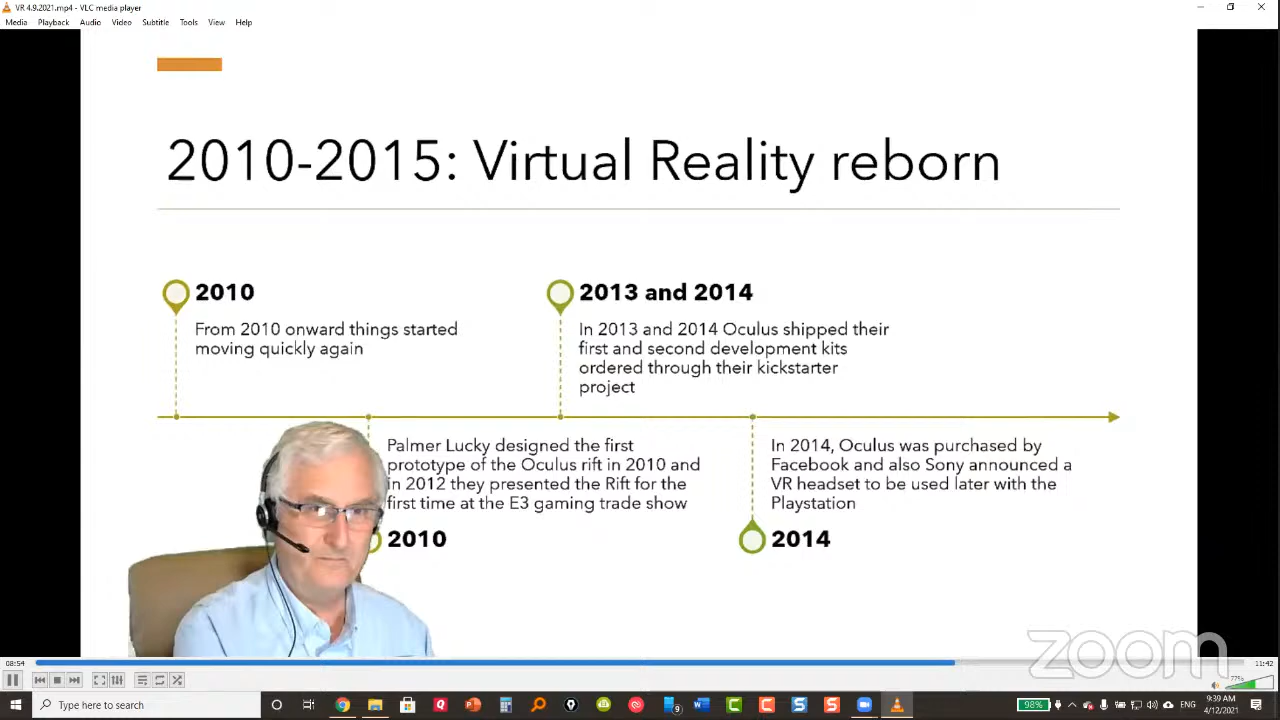 VR 4.9.2021.mp4 - VLC media player
Media Playback Audio Video Subtitle Tools View Help
2010-2015: Virtual Reality reborn
2010
From 2010 onward things started
moving quickly again
2013 and 2014
In 2013 and 2014 Oculus shipped their
first and second development kits
ordered through their kickstarter
project
Palmer Lucky designed the first
prototype of the Oculus rift in 2010 and
in 2012 they presented the Rift for the
first time at the E3 gaming trade show
2010
In 2014, Oculus was purchased by
Facebook and also Sony announced a
VR headset to be used later with the
Playstation
2014
zoom
08:54
11:42
77%
Type here to search
98%
9:39 AM
4/12/2021